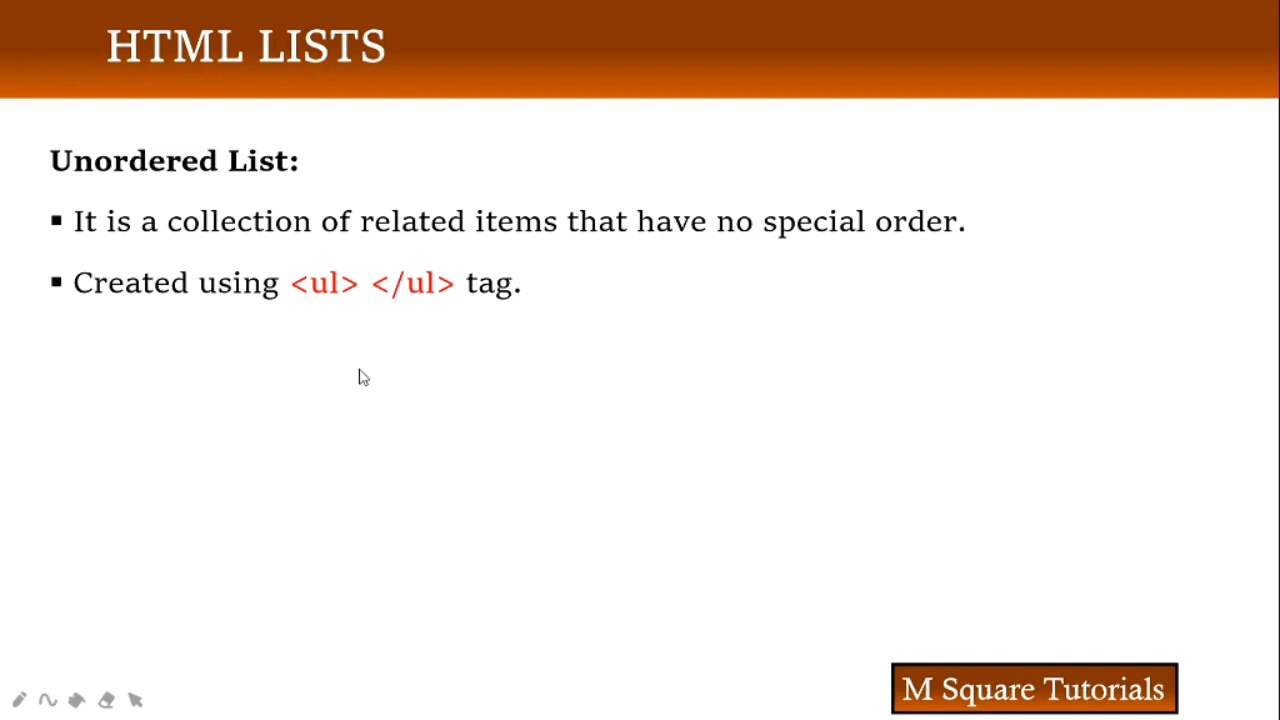 HTML LISTS
Unordered List:
▪ It is a collection of related items that have no special order.
▪ Created using <ul> </ul> tag.
M Square Tutorials